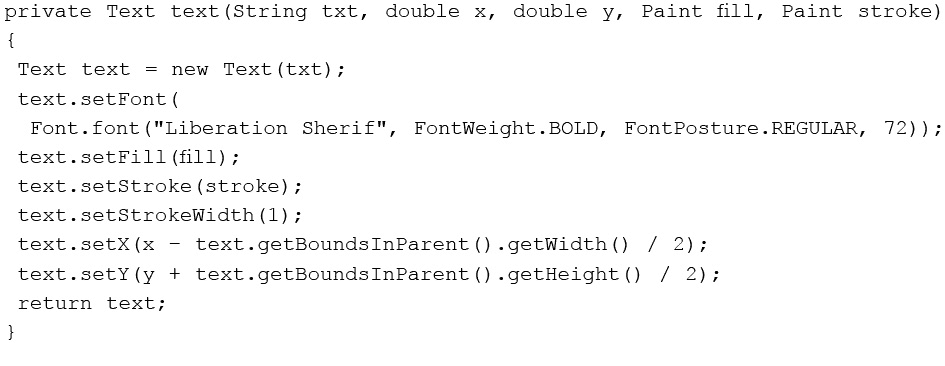 private Text text(String txt, double x, double y, Paint fill, Paint stroke)
{
 Text text = new Text(txt);
 text.setFont(
  Font.font("Liberation Sherif", FontWeight.BOLD, FontPosture.REGULAR, 72));
 text.setFill(fill);
 text.setStroke(stroke);
 text.setStrokeWidth(1);
 text.setX(x - text.getBoundsInParent().getWidth() / 2);
 text.setY(y + text.getBoundsInParent().getHeight() / 2);
 return text;
}